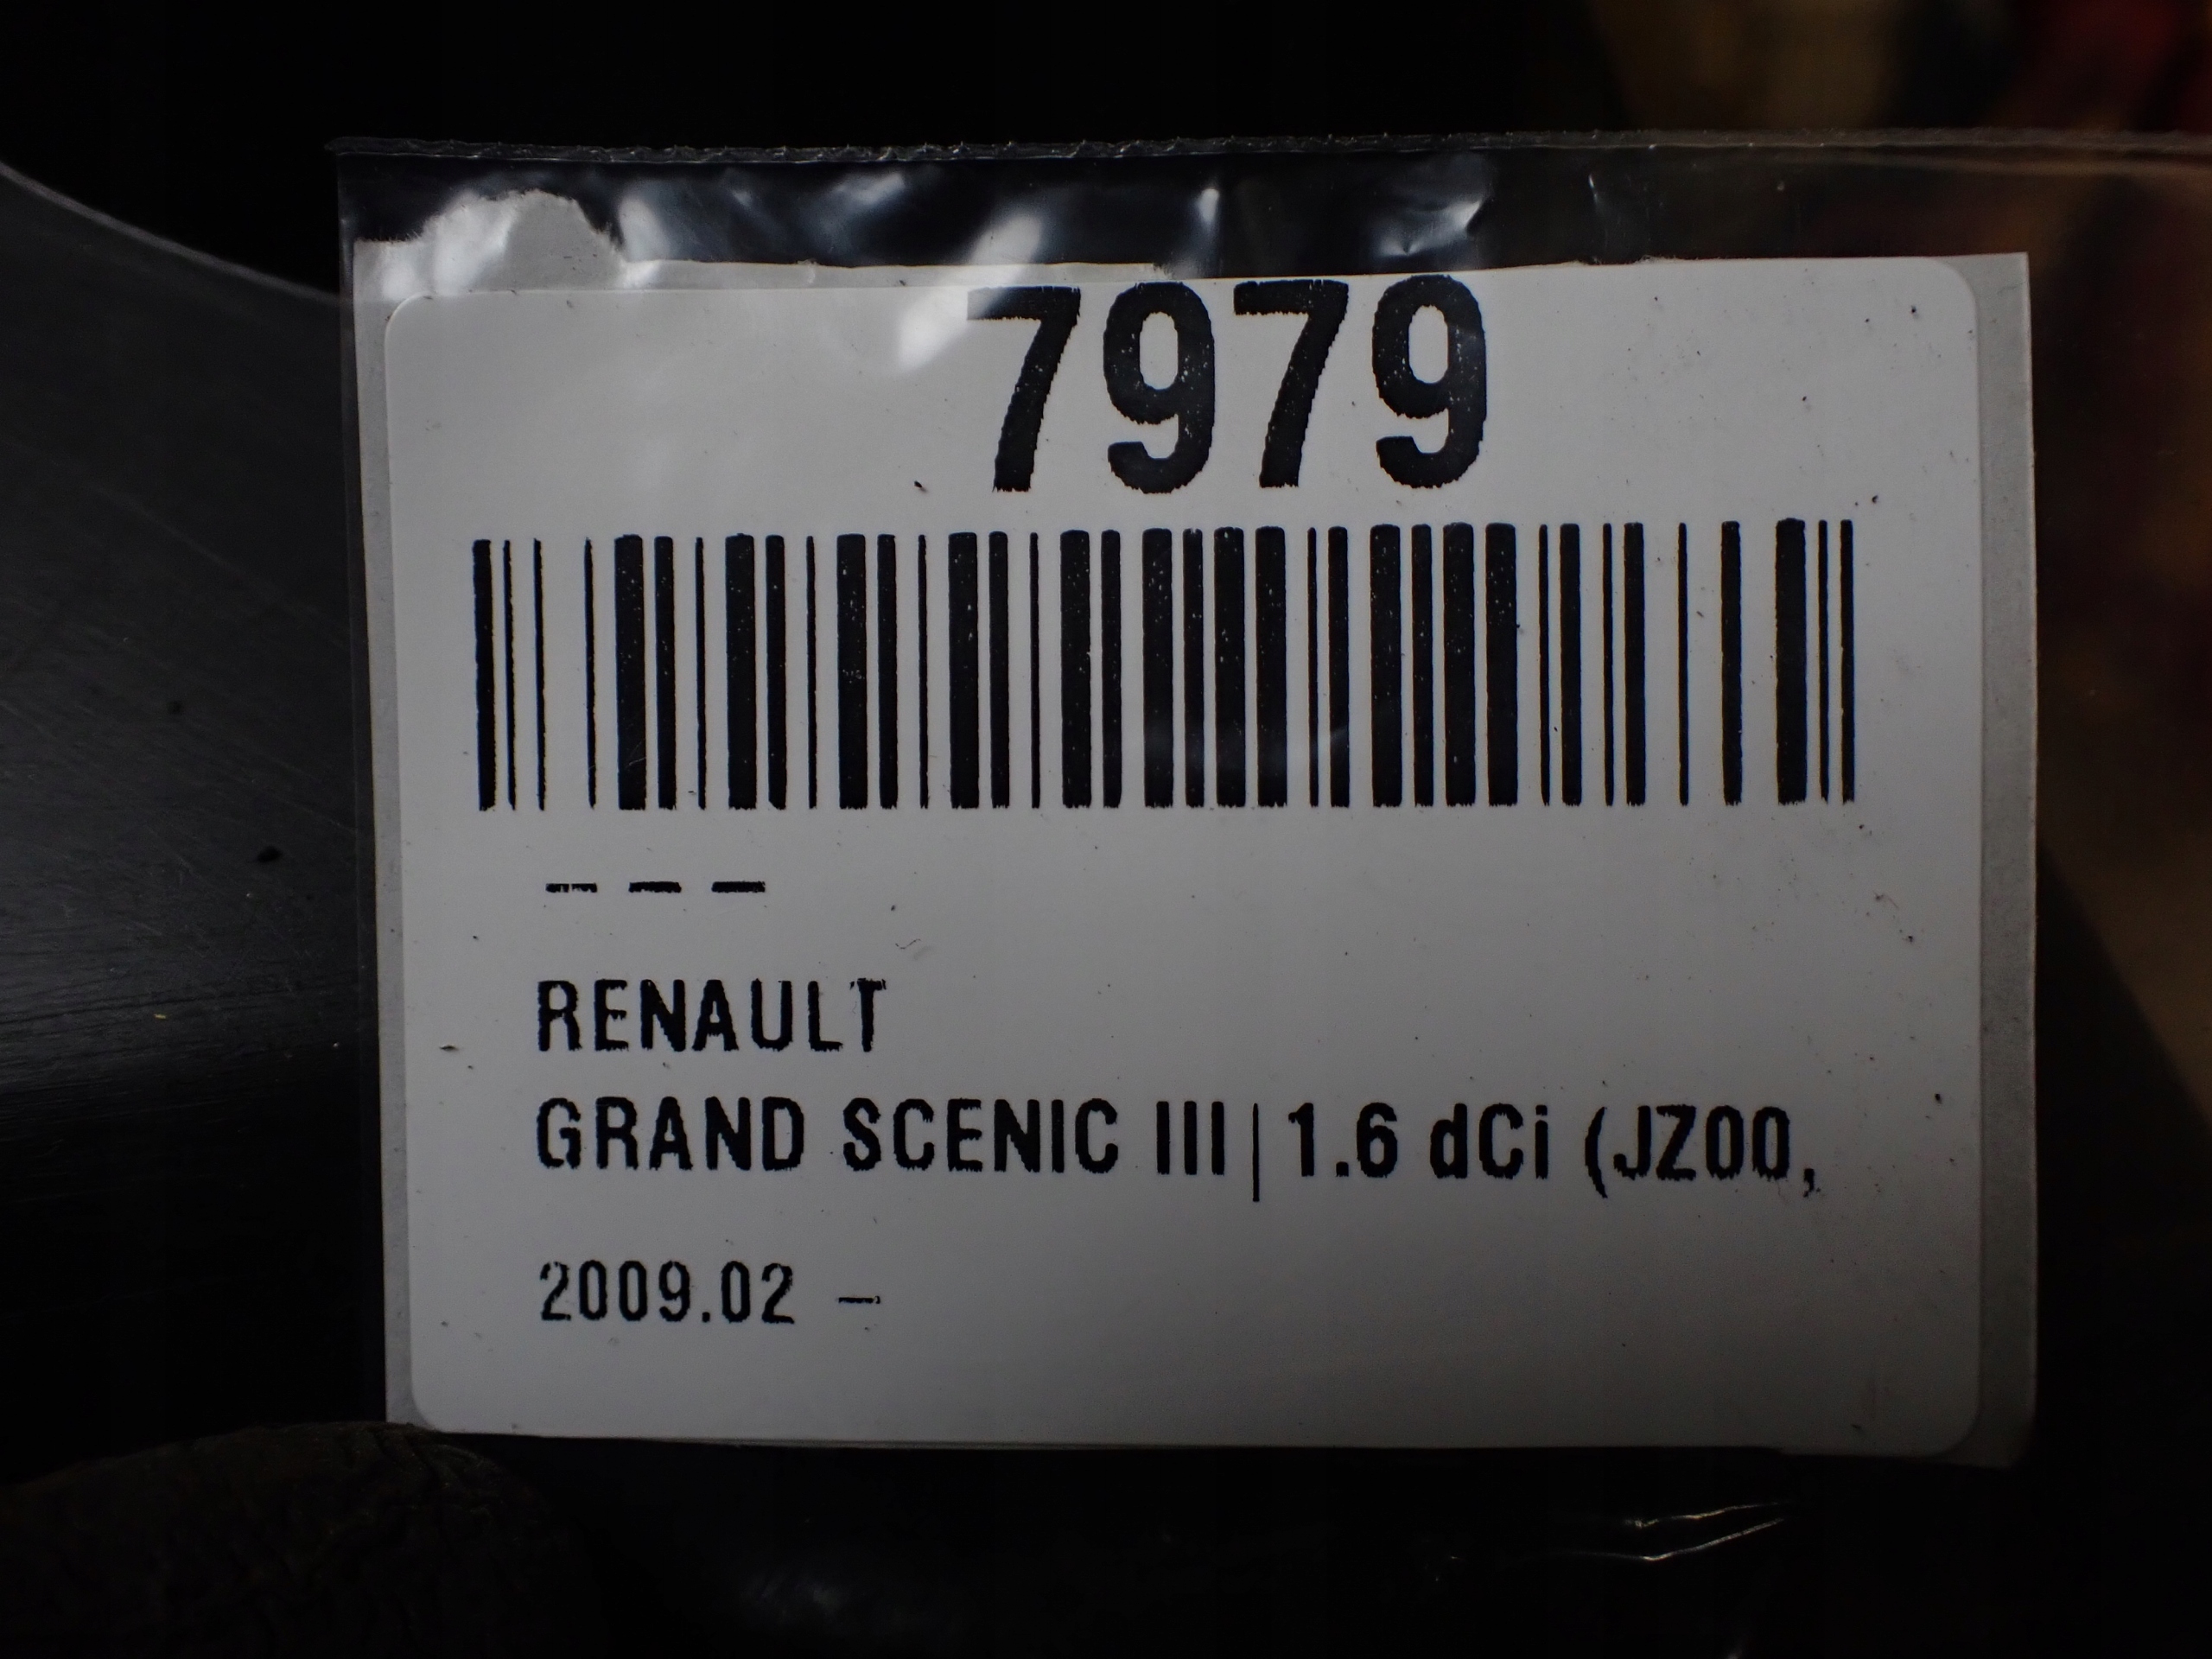 7979
---
RENAULT
GRAND SCENIC III | 1.6 dCi (JZ00,
2009.02 -